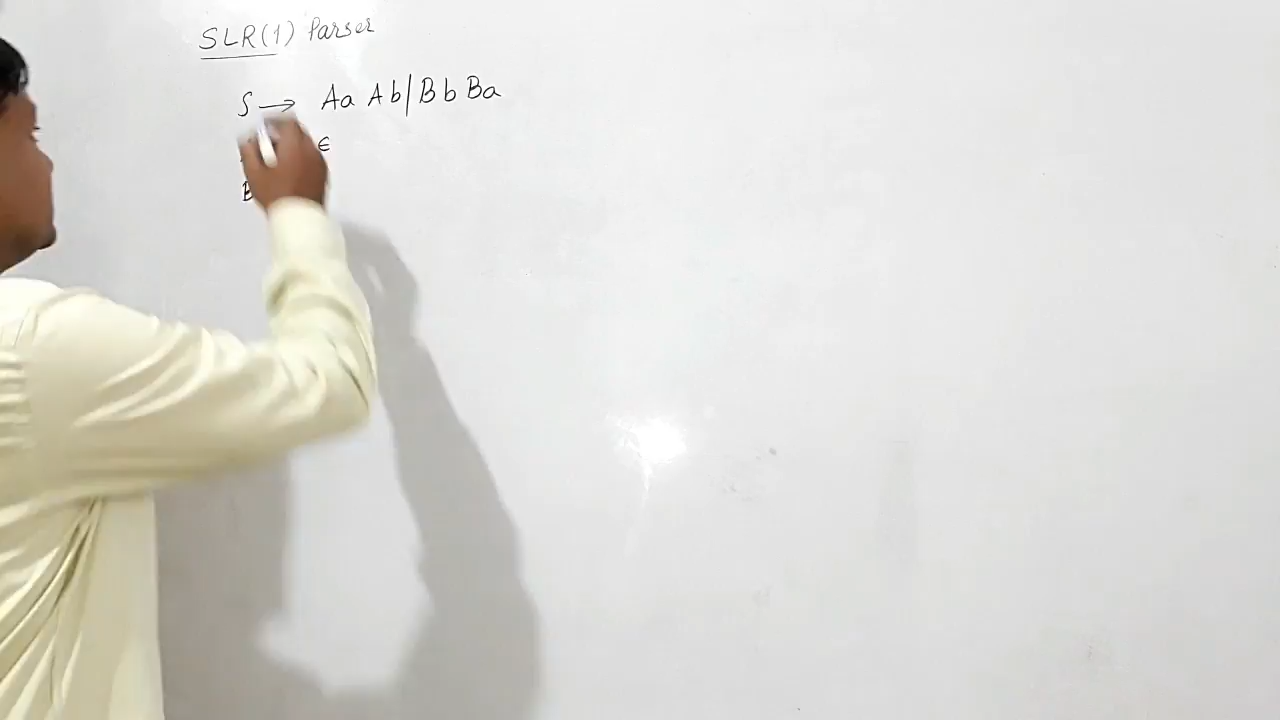 SLR(1) Parser
S → Aa Ab/Bb Ba
ϵ
B